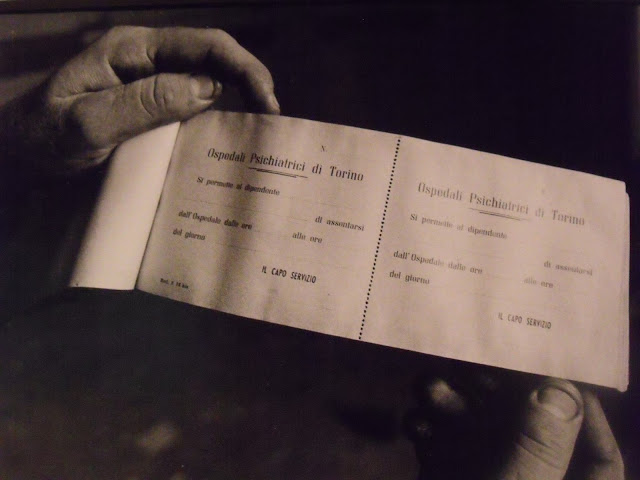 N.
Ospedali Psichiatrici di Torino
Si permette al dipendente
di assentarsi
dall'Ospedale dalle ore alle ore
del giorno
IL CAPO SERVIZIO
Ospedali Psichiatrici di Torino
Si permette al dipendente
di assentarsi
dall'Ospedale dalle ore alle ore
del giorno
IL CAPO SERVIZIO